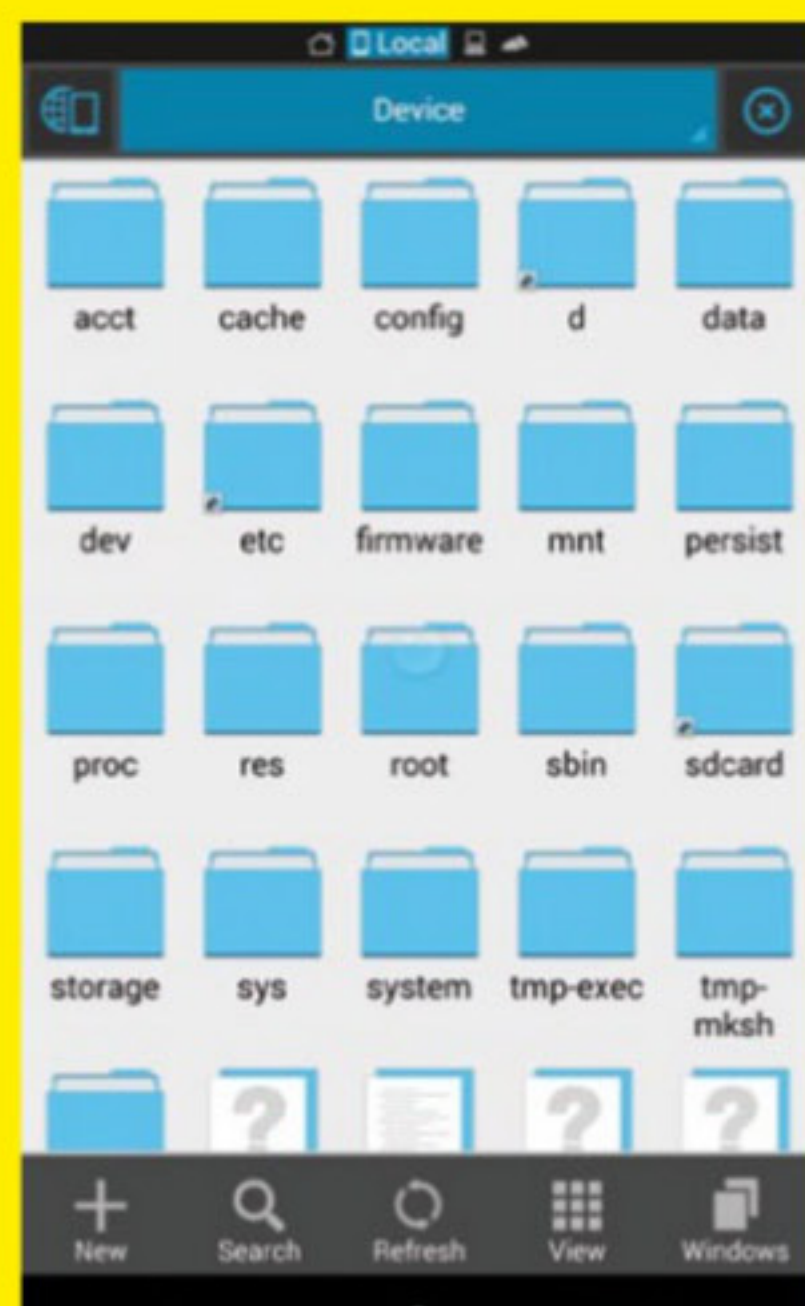 Local
Device
acct cache config d data
dev etc firmware mnt persist
proc res root sbin sdcard
storage sys system tmp-exec tmp-
mksh
? ? ?
New Search Refresh View Windows